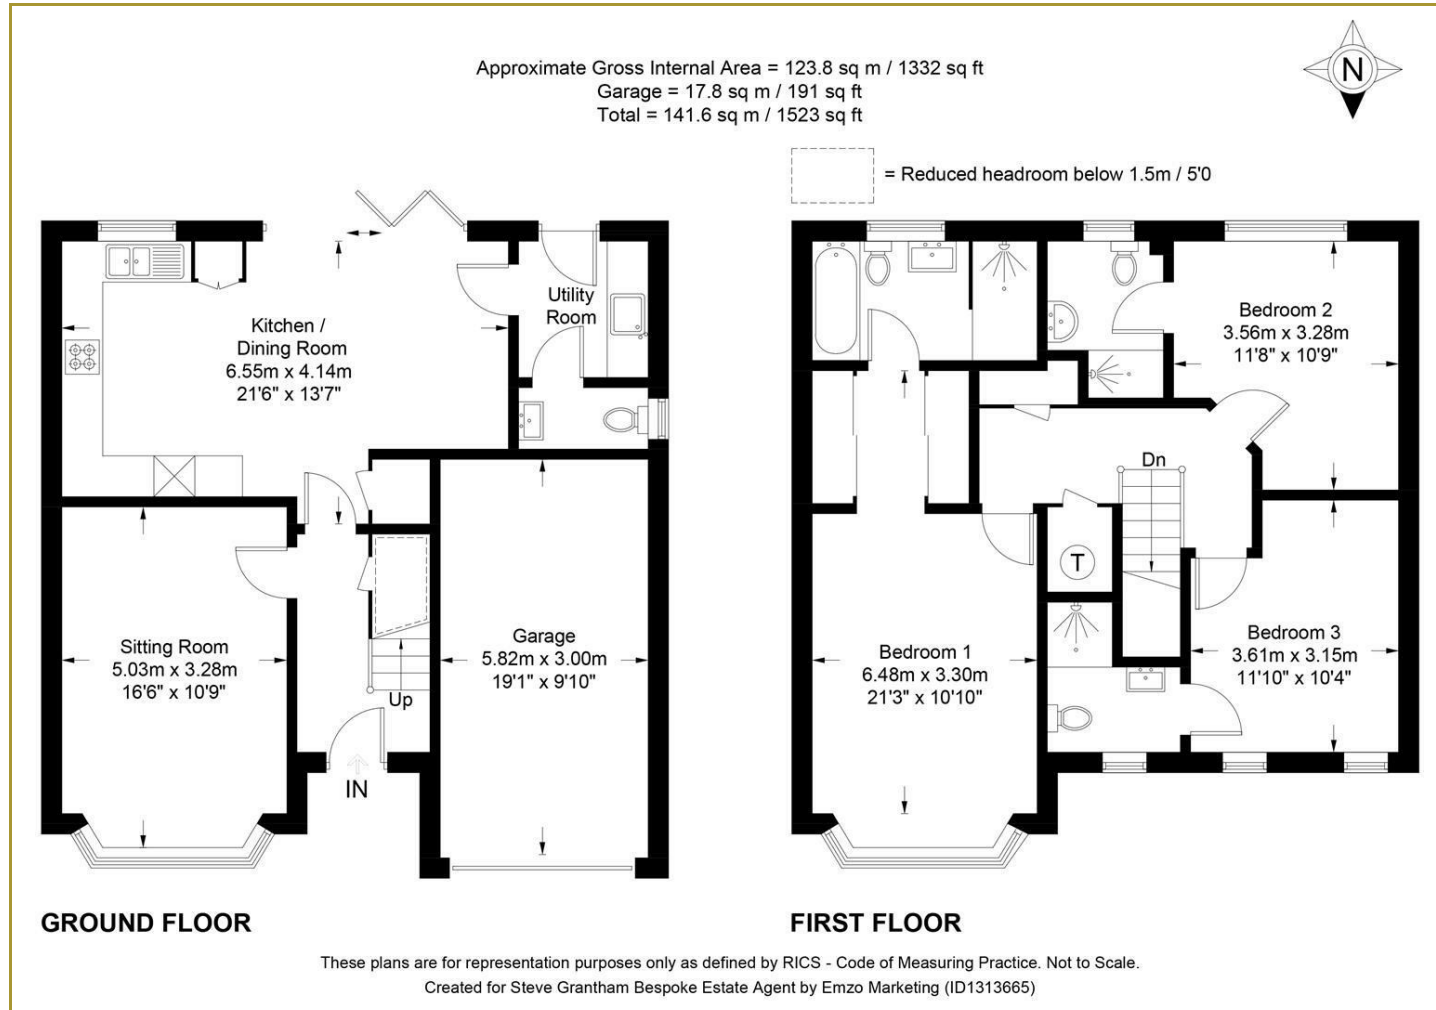 Approximate Gross Internal Area = 123.8 sq m / 1332 sq ft
Garage = 17.8 sq m / 191 sq ft
Total = 141.6 sq m / 1523 sq ft
N
= Reduced headroom below 1.5m / 5'0
Kitchen /
Dining Room
6.55m x 4.14m
21'6" x 13'7"
Utility
Room
Sitting Room
5.03m x 3.28m
16'6" x 10'9"
Up
IN
Garage
5.82m x 3.00m
19'1" x 9'10"
GROUND FLOOR
Bedroom 2
3.56m x 3.28m
11'8" x 10'9"
Dn
T
Bedroom 1
6.48m x 3.30m
21'3" x 10'10"
Bedroom 3
3.61m x 3.15m
11'10" x 10'4"
FIRST FLOOR
These plans are for representation purposes only as defined by RICS - Code of Measuring Practice. Not to Scale.
Created for Steve Grantham Bespoke Estate Agent by Emzo Marketing (ID1313665)